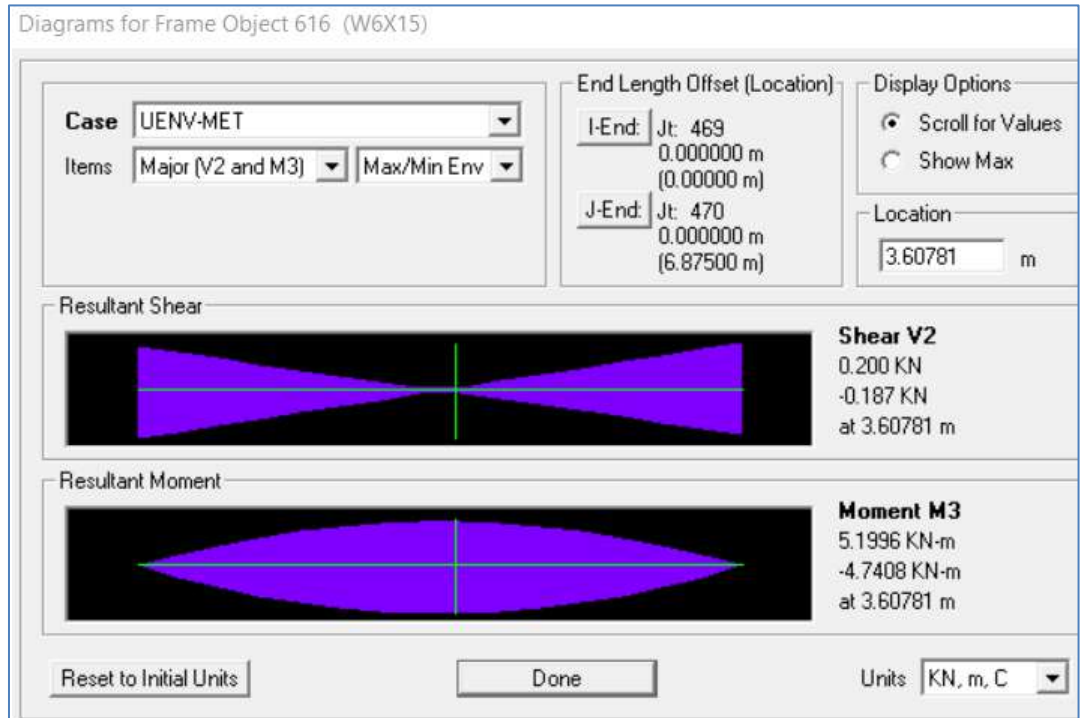 Diagrams for Frame Object 616 (W6X15)
Case UENV-MET
Items Major (V2 and M3) Max/Min Env
End Length Offset (Location)
I-End: Jt: 469
0.000000 m
(0.00000 m)
J-End: Jt: 470
0.000000 m
(6.87500 m)
Display Options
Scroll for Values
Show Max
Location
3.60781 m
Resultant Shear
Shear V2
0.200 KN
-0.187 KN
at 3.60781 m
Resultant Moment
Moment M3
5.1996 KN-m
-4.7408 KN-m
at 3.60781 m
Reset to Initial Units Done Units KN, m, C